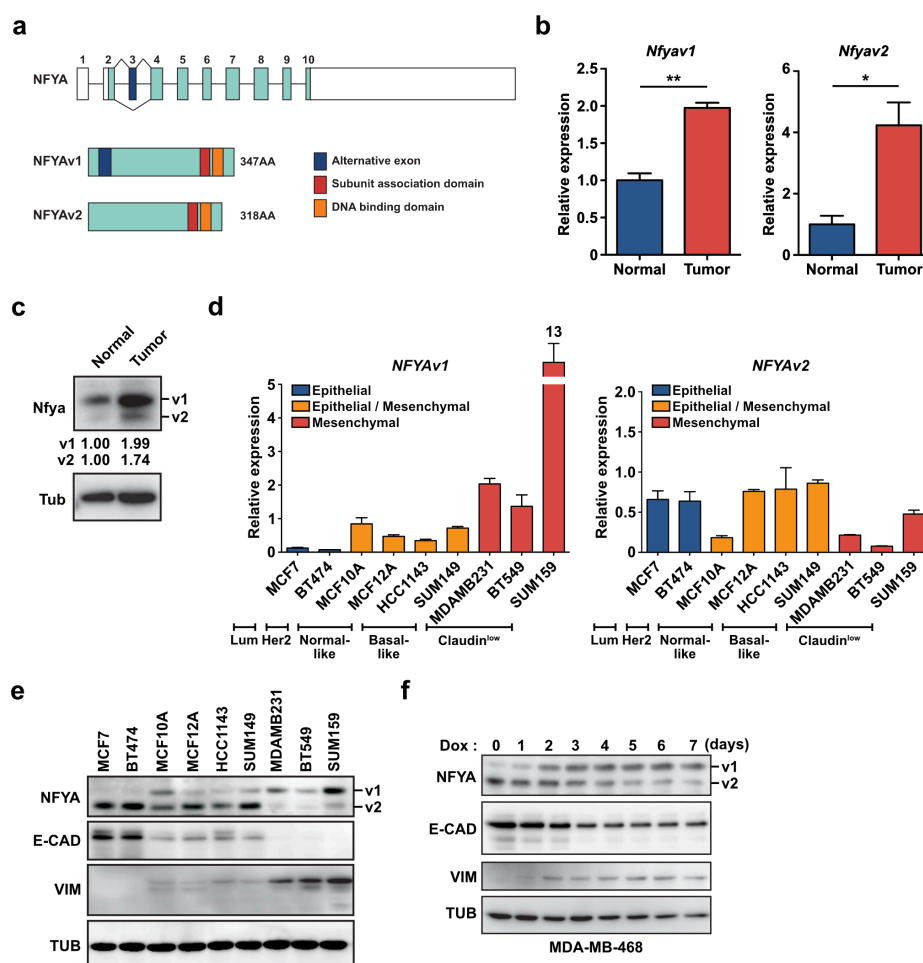 a
1 2 3 4 5 6 7 8 9 10
NFYA
NFYAv1
347AA
NFYAv2
318AA
Alternative exon
Subunit association domain
DNA binding domain
b
Nfyav1
Relative expression
2.5
2.0
1.5
1.0
0.5
0
**
Normal Tumor
Nfyav2
Relative expression
6
4
2
0
*
Normal Tumor
c
Normal Tumor
Nfya
v1
v2
v1 1.00 1.99
v2 1.00 1.74
Tub
d
NFYAv1
13
Relative expression
5
4
3
2
1
0
Epithelial
Epithelial / Mesenchymal
Mesenchymal
MCF7 BT474 MCF10A MCF12A HCC1143 SUM149 MDAMB231 BT549 SUM159
Lum Her2 Normal-like Basal-like Claudinlow
NFYAv2
Relative expression
2.0
1.5
1.0
0.5
0
Epithelial
Epithelial / Mesenchymal
Mesenchymal
MCF7 BT474 MCF10A MCF12A HCC1143 SUM149 MDAMB231 BT549 SUM159
Lum Her2 Normal-like Basal-like Claudinlow
e
MCF7 BT474 MCF10A MCF12A HCC1143 SUM149 MDAMB231 BT549 SUM159
NFYA
v1
v2
E-CAD
VIM
TUB
f
Dox : 0 1 2 3 4 5 6 7 (days)
NFYA
v1
v2
E-CAD
VIM
TUB
MDA-MB-468